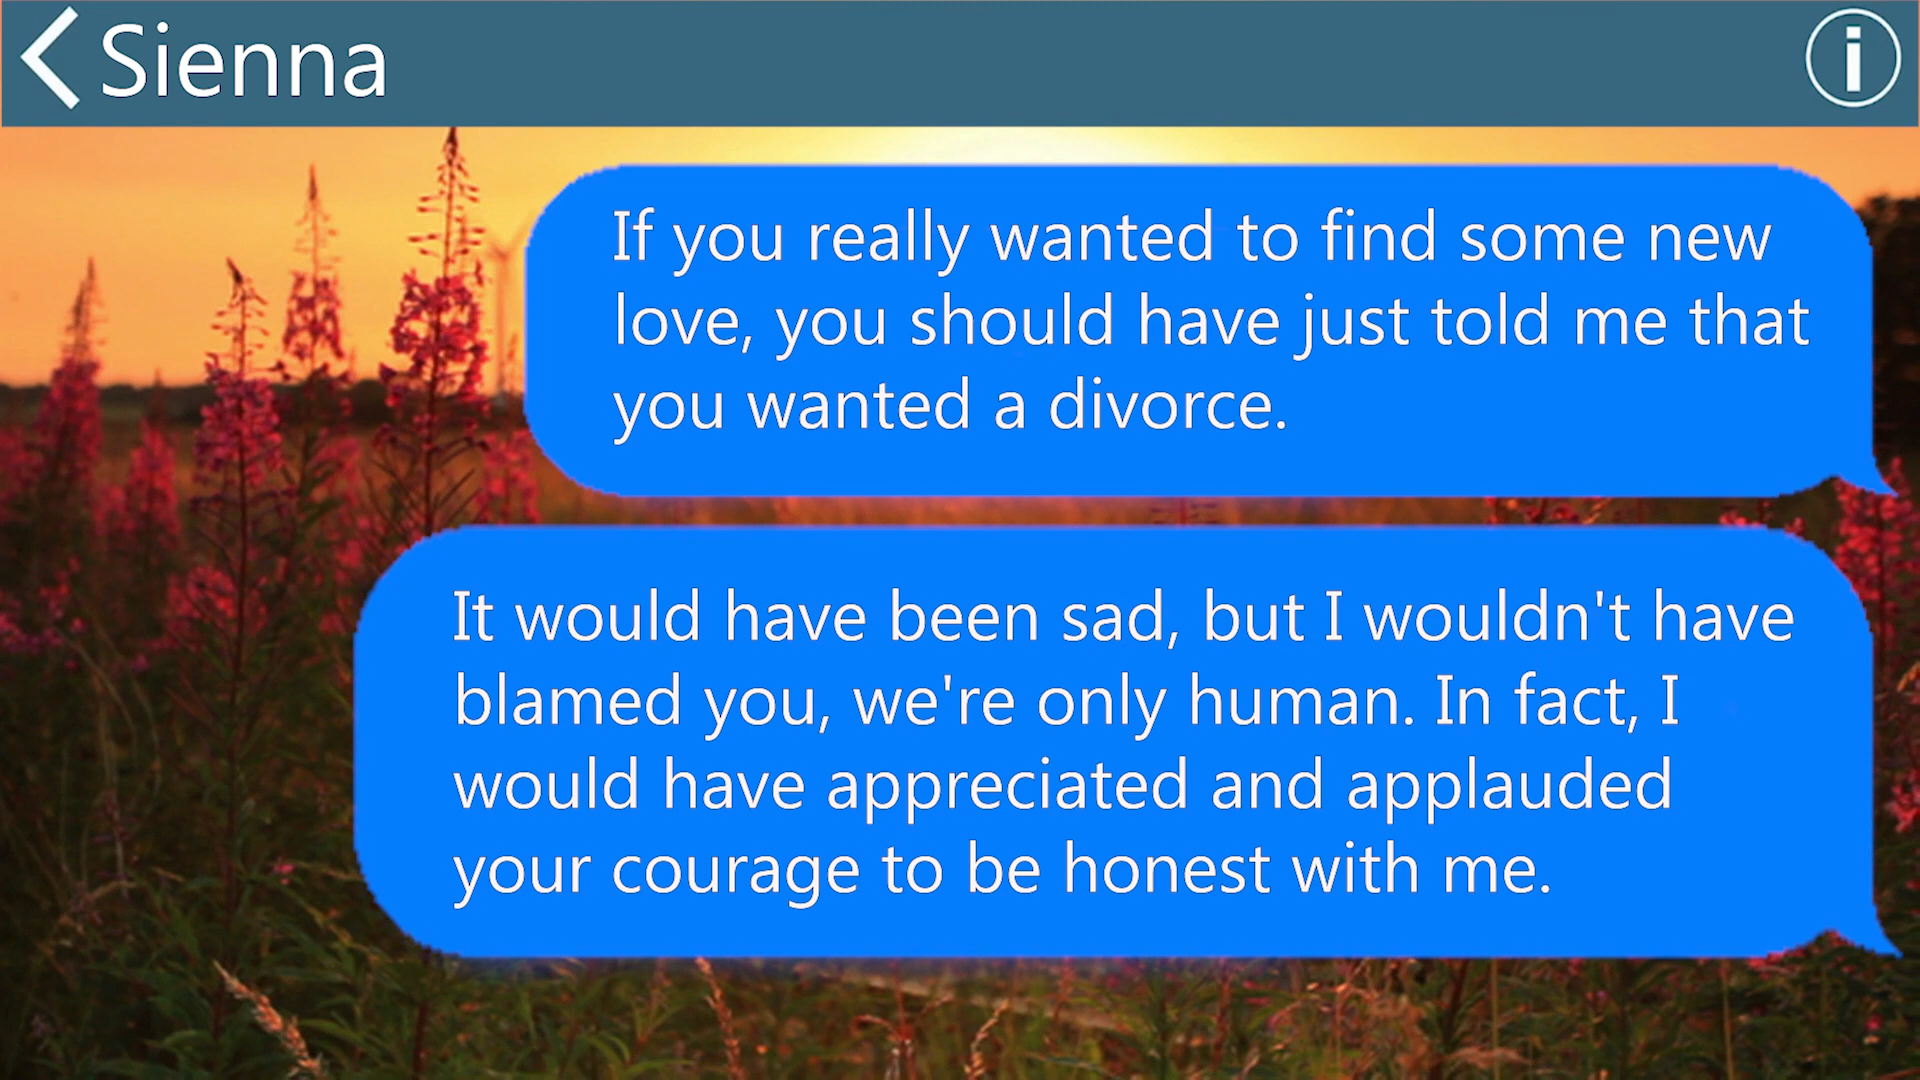 Sienna
If you really wanted to find some new
love, you should have just told me that
you wanted a divorce.
It would have been sad, but I wouldn't have
blamed you, we're only human. In fact, I
would have appreciated and applauded
your courage to be honest with me.